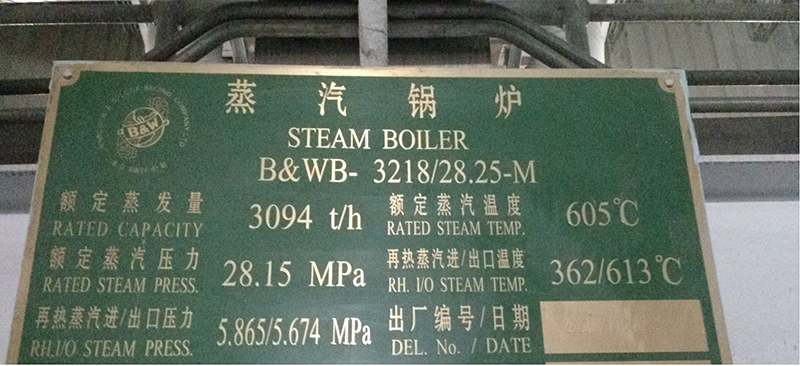 B&W
蒸汽锅炉
STEAM BOILER
B&WB- 3218/28.25-M
额定蒸发量 3094 t/h 额定蒸汽温度 605℃
RATED CAPACITY RATED STEAM TEMP.
额定蒸汽压力 28.15 MPa 再热蒸汽进/出口温度 362/613℃
RATED STEAM PRESS. RH. I/O STEAM TEMP.
再热蒸汽进/出口压力 5.865/5.674 MPa 出厂编号/日期
RH.I/O STEAM PRESS. DEL. No. / DATE